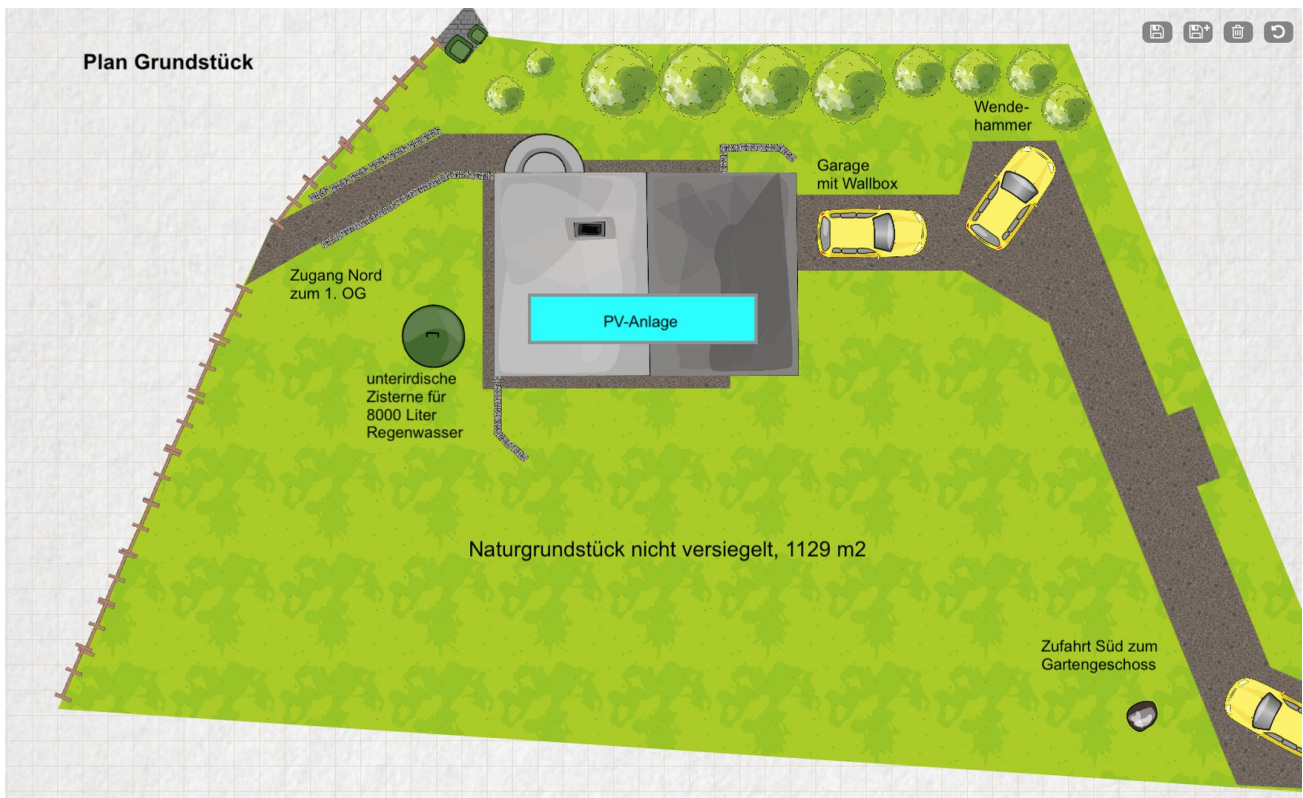 Plan Grundstück
Wende-
hammer
Garage
mit Wallbox
Zugang Nord
zum 1. OG
PV-Anlage
unterirdische
Zisterne für
8000 Liter
Regenwasser
Naturgrundstück nicht versiegelt, 1129 m2
Zufahrt Süd zum
Gartengeschoss